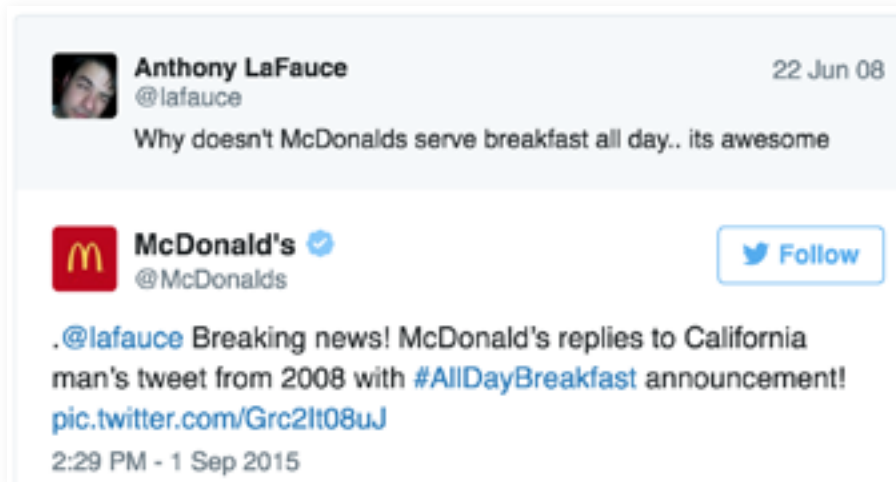 Anthony LaFauce
22 Jun 08
@lafauce
Why doesn't McDonalds serve breakfast all day.. its awesome
McDonald's
@McDonalds
Follow
.@lafauce Breaking news! McDonald's replies to California
man's tweet from 2008 with #AllDayBreakfast announcement!
pic.twitter.com/Grc2It08uJ
2:29 PM - 1 Sep 2015